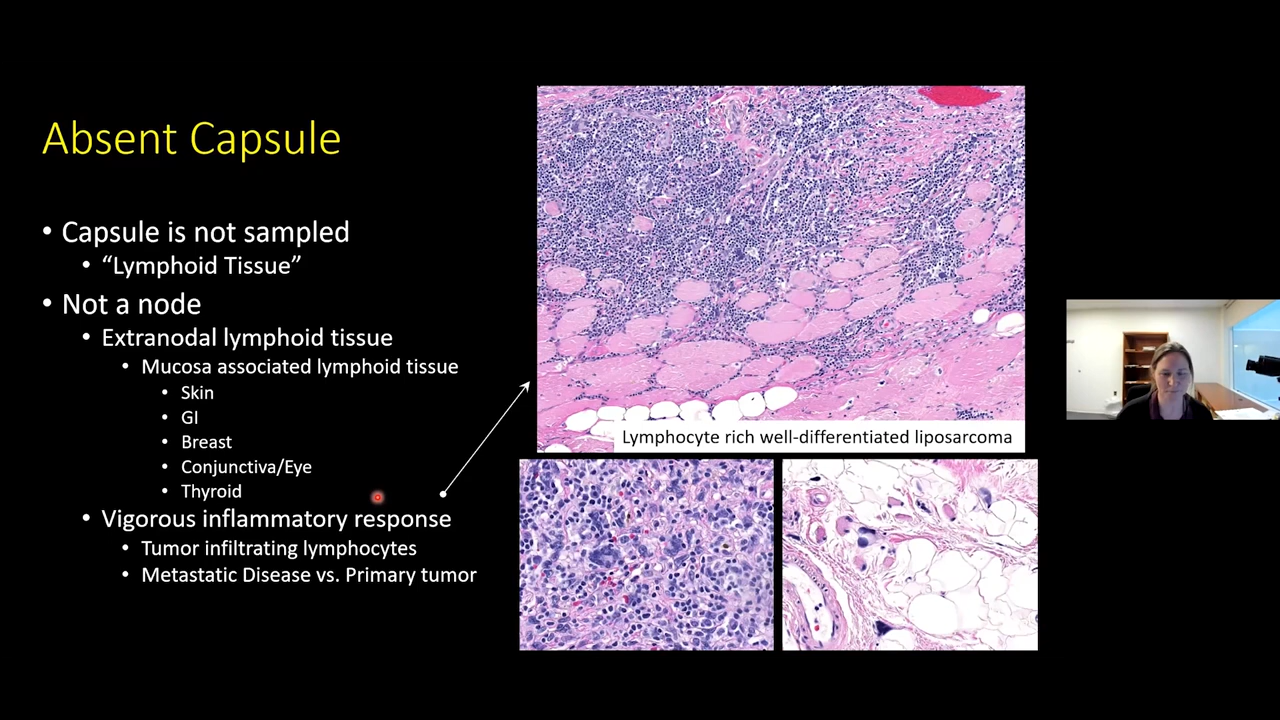 Absent Capsule
• Capsule is not sampled
• “Lymphoid Tissue”
• Not a node
• Extranodal lymphoid tissue
• Mucosa associated lymphoid tissue
• Skin
• GI
• Breast
• Conjunctiva/Eye
• Thyroid
• Vigorous inflammatory response
• Tumor infiltrating lymphocytes
• Metastatic Disease vs. Primary tumor
Lymphocyte rich well-differentiated liposarcoma